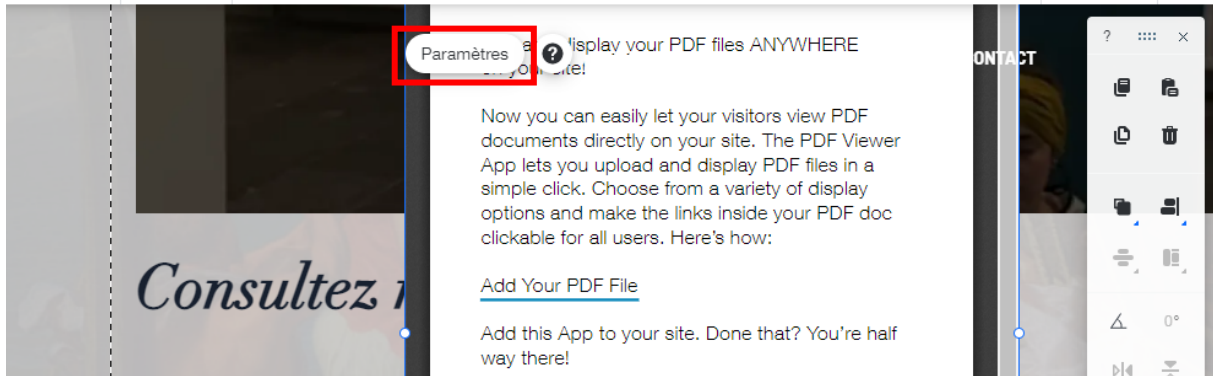 Paramètres
display your PDF files ANYWHERE
on your site!
CONTACT
Now you can easily let your visitors view PDF
documents directly on your site. The PDF Viewer
App lets you upload and display PDF files in a
simple click. Choose from a variety of display
options and make the links inside your PDF doc
clickable for all users. Here’s how:
Consultez
Add Your PDF File
Add this App to your site. Done that? You’re half
way there!
?
?
0°